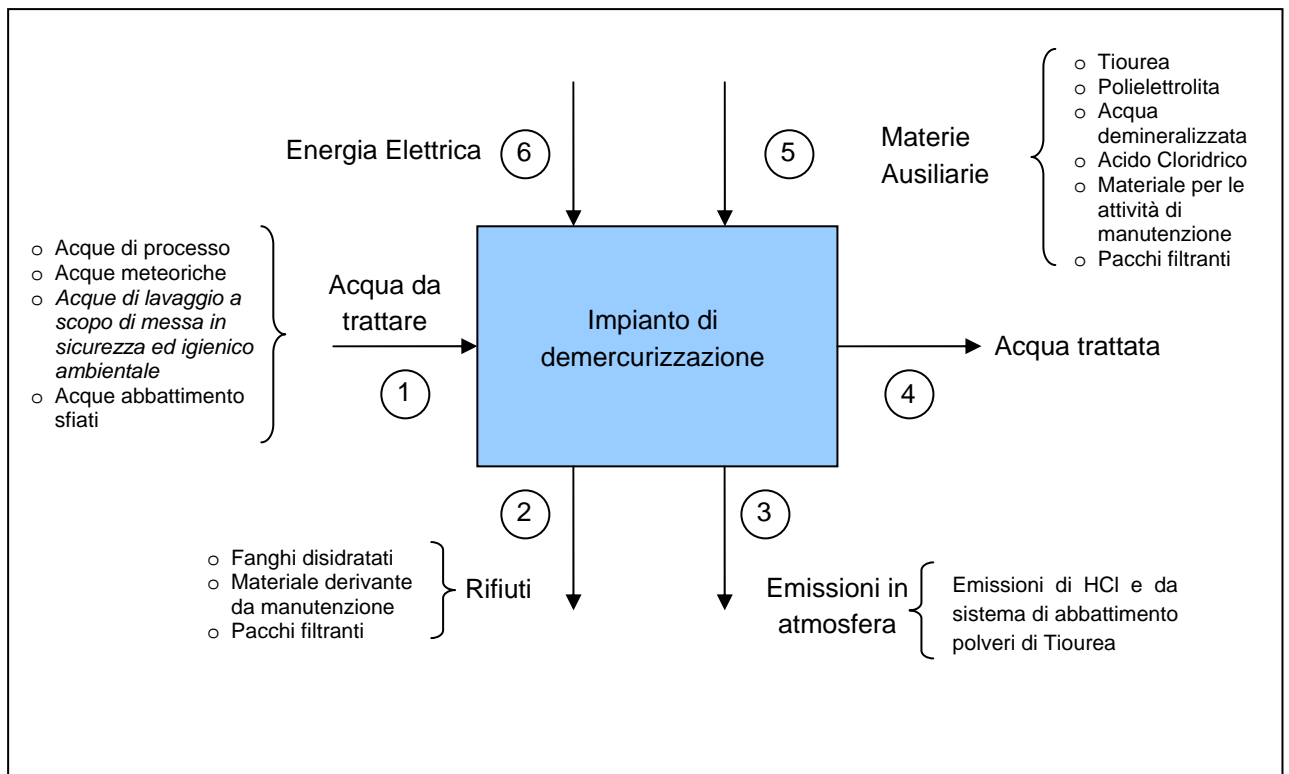 o Tiourea
o Polielettrolita
o Acqua
demineralizzata
o Acido Cloridrico
o Materiale per le
attività di
manutenzione
o Pacchi filtranti
Materie
Ausiliarie
5
Energia Elettrica
6
o Acque di processo
o Acque meteoriche
o Acque di lavaggio a
scopo di messa in
sicurezza ed igienico
ambientale
o Acque abbattimento
sfiati
Acqua da
trattare
1
Impianto di
demercurizzazione
Acqua trattata
4
2
3
o Fanghi disidratati
o Materiale derivante
da manutenzione
o Pacchi filtranti
Rifiuti
Emissioni in
atmosfera
Emissioni di HCl e da
sistema di abbattimento
polveri di Tiourea